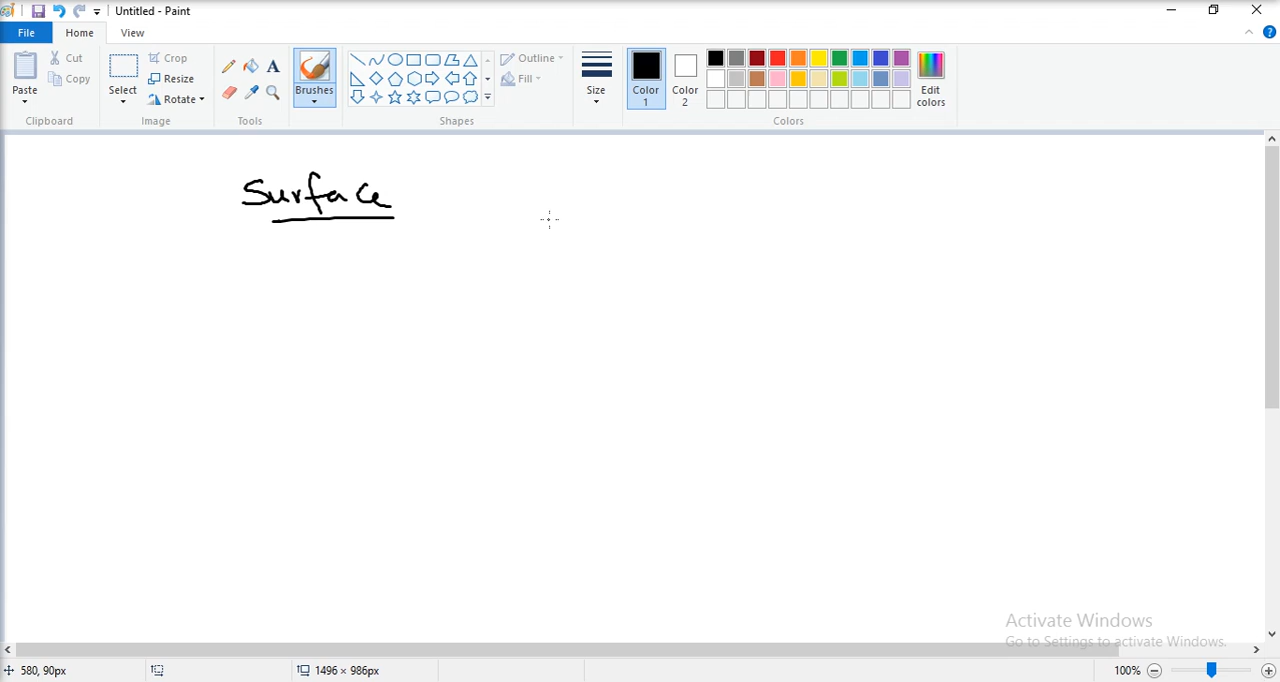 Untitled - Paint
File Home View
Paste Cut Copy Select Crop Resize Rotate Brushes Outline Fill Size Color 1 Color 2 Edit colors
Clipboard Image Tools Shapes Colors
Surface
Activate Windows
Go to Settings to activate Windows.
580, 90px 1496 × 986px 100%